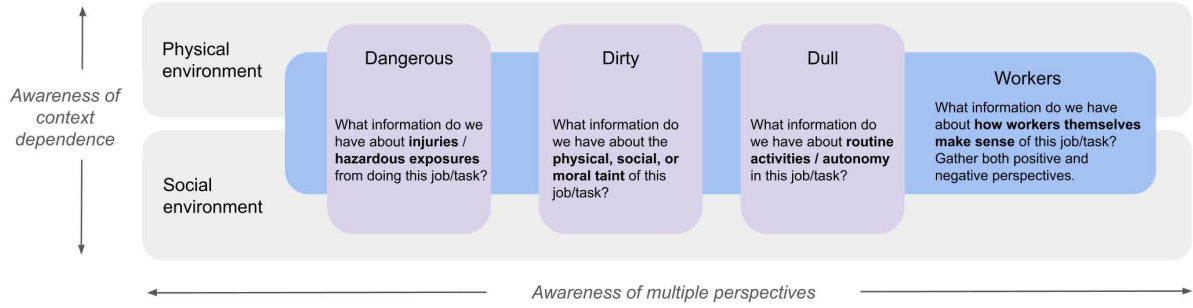 Awareness of
context
dependence
Physical
environment
Social
environment
Dangerous
What information do we
have about injuries /
hazardous exposures
from doing this job/task?
Dirty
What information do
we have about the
physical, social, or
moral taint of this
job/task?
Dull
What information do
we have about routine
activities / autonomy
in this job/task?
Workers
What information do we have
about how workers themselves
make sense of this job/task?
Gather both positive and
negative perspectives.
Awareness of multiple perspectives